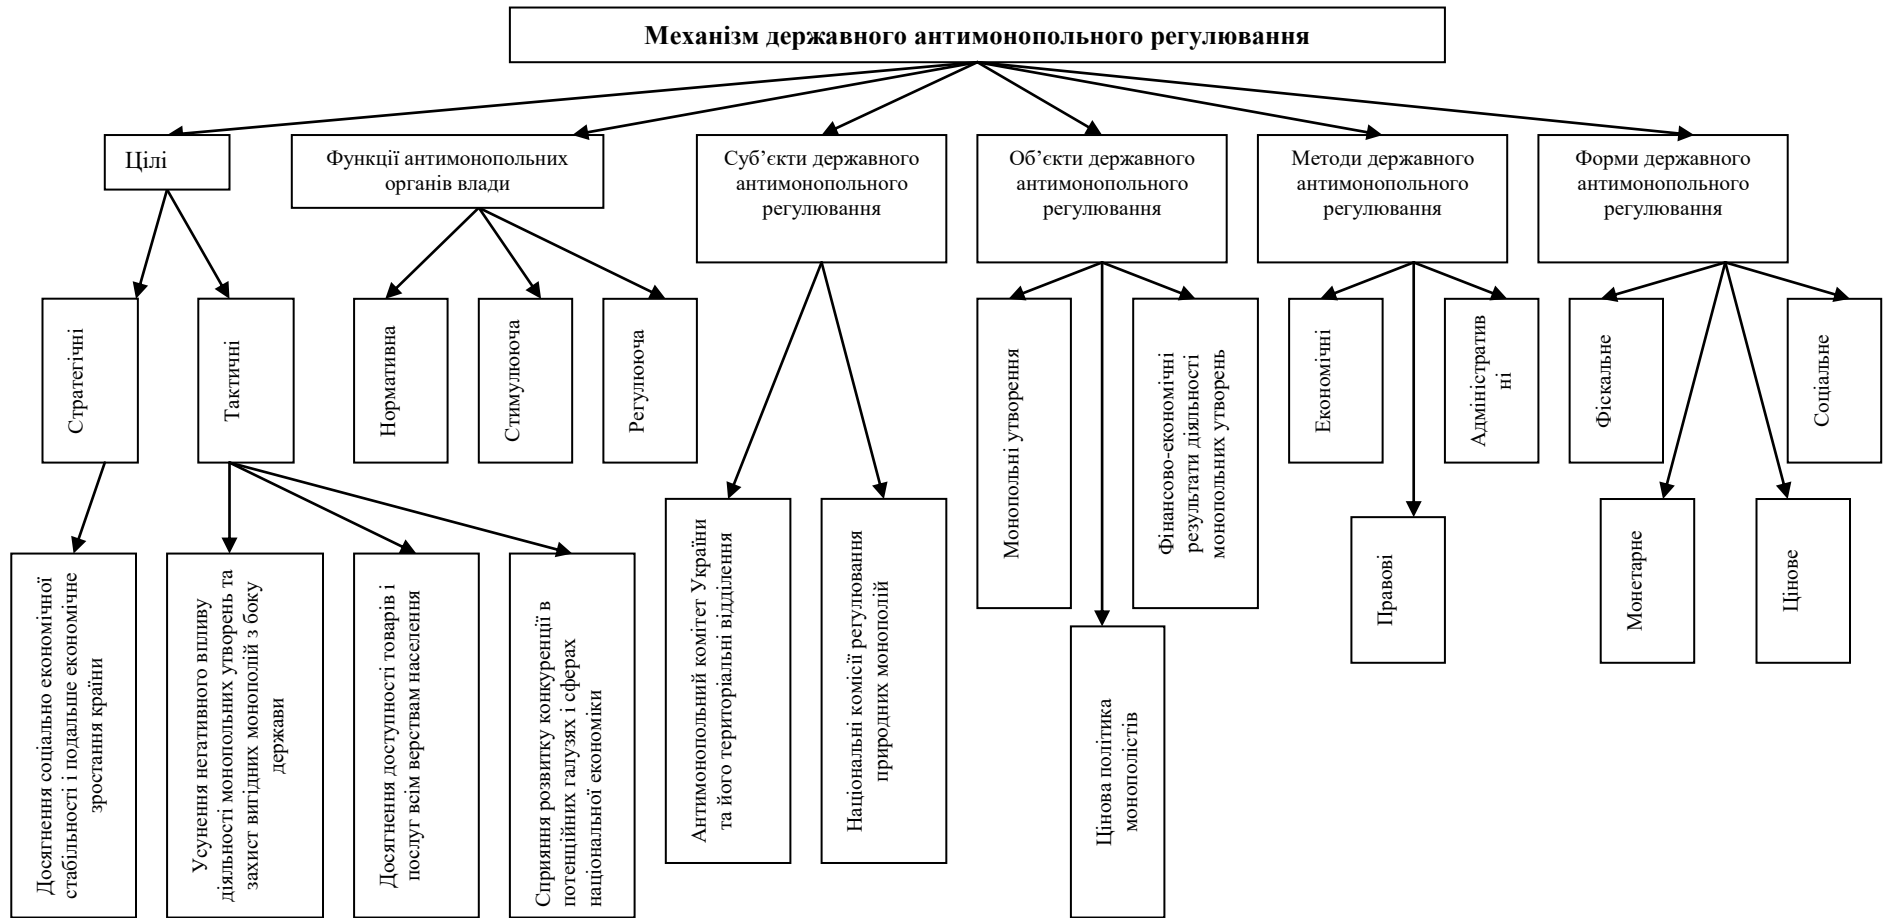 Механізм державного антимонопольного регулювання
Цілі
Функції антимонопольних
органів влади
Суб’єкти державного
антимонопольного
регулювання
Об’єкти державного
антимонопольного
регулювання
Методи державного
антимонопольного
регулювання
Форми державного
антимонопольного
регулювання
Стратегічні
Тактичні
Нормативна
Стимулююча
Регулююча
Монопольні утворення
Фінансово-економічні
результати діяльності
монопольних утворень
Економічні
Адміністратив
ні
Фіскальне
Соціальне
Антимонопольний комітет України
та його територіальні відділення
Національні комісії регулювання
природних монополій
Правові
Монетарне
Цінове
Досягнення соціально економічної
стабільності і подальше економічне
зростання країни
Усунення негативного впливу
діяльності монопольних утворень та
захист вигідних монополій з боку
держави
Досягнення доступності товарів і
послуг всім верствам населення
Сприяння розвитку конкуренції в
потенційних галузях і сферах
національної економіки
Цінова політика
монополістів